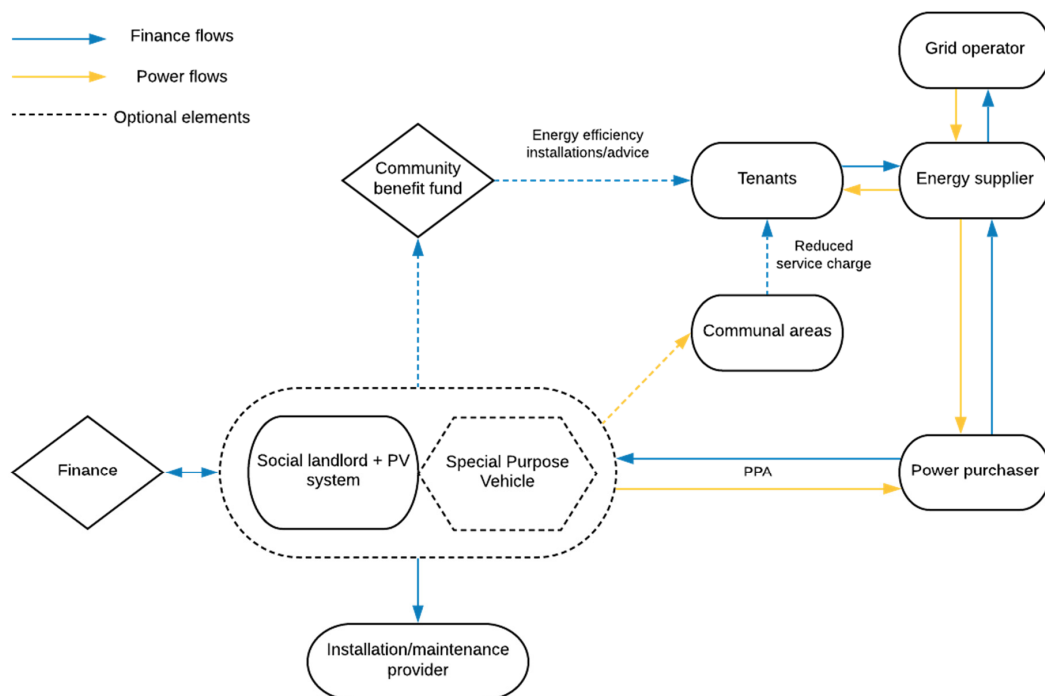 Finance flows
Power flows
Optional elements
Grid operator
Energy efficiency
installations/advice
Community
benefit fund
Tenants
Energy supplier
Reduced
service charge
Communal areas
Finance
Social landlord + PV
system
Special Purpose
Vehicle
PPA
Power purchaser
Installation/maintenance
provider